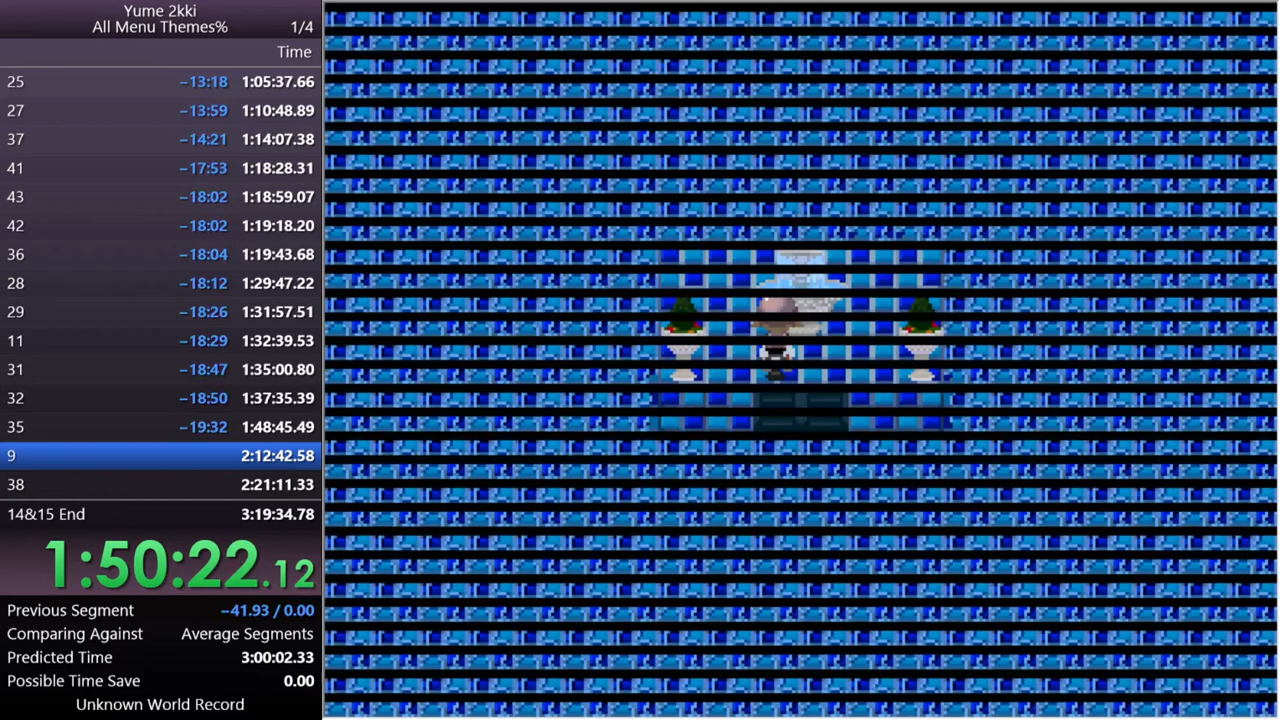 Yume 2kki
All Menu Themes% 1/4
Time
25 −13:18 1:05:37.66
27 −13:59 1:10:48.89
37 −14:21 1:14:07.38
41 −17:53 1:18:28.31
43 −18:02 1:18:59.07
42 −18:02 1:19:18.20
36 −18:04 1:19:43.68
28 −18:12 1:29:47.22
29 −18:26 1:31:57.51
11 −18:29 1:32:39.53
31 −18:47 1:35:00.80
32 −18:50 1:37:35.39
35 −19:32 1:48:45.49
9 2:12:42.58
38 2:21:11.33
14&15 End 3:19:34.78
1:50:22.12
Previous Segment −41.93 / 0.00
Comparing Against Average Segments
Predicted Time 3:00:02.33
Possible Time Save 0.00
Unknown World Record